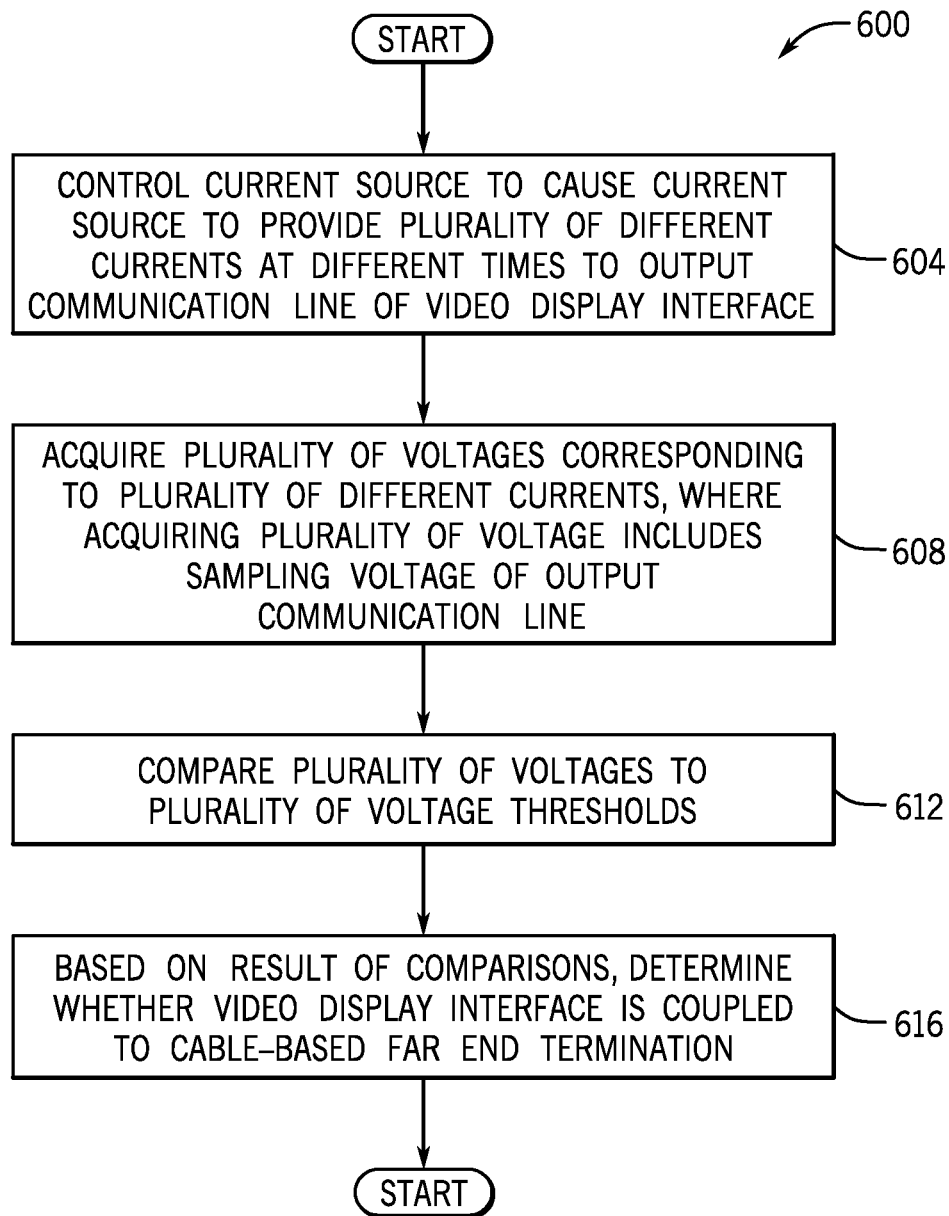 START
600
CONTROL CURRENT SOURCE TO CAUSE CURRENT
SOURCE TO PROVIDE PLURALITY OF DIFFERENT
CURRENTS AT DIFFERENT TIMES TO OUTPUT
COMMUNICATION LINE OF VIDEO DISPLAY INTERFACE
604
ACQUIRE PLURALITY OF VOLTAGES CORRESPONDING
TO PLURALITY OF DIFFERENT CURRENTS, WHERE
ACQUIRING PLURALITY OF VOLTAGE INCLUDES
SAMPLING VOLTAGE OF OUTPUT
COMMUNICATION LINE
608
COMPARE PLURALITY OF VOLTAGES TO
PLURALITY OF VOLTAGE THRESHOLDS
612
BASED ON RESULT OF COMPARISONS, DETERMINE
WHETHER VIDEO DISPLAY INTERFACE IS COUPLED
TO CABLE-BASED FAR END TERMINATION
616
START